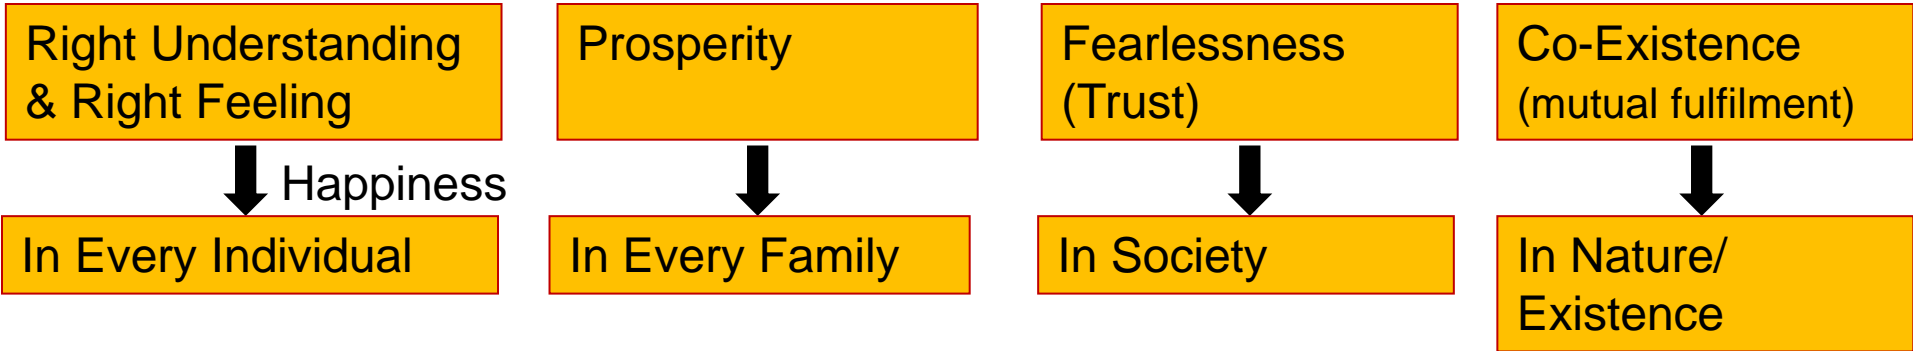 Right Understanding
& Right Feeling
Prosperity
Fearlessness
(Trust)
Co-Existence
(mutual fulfilment)
Happiness
In Every Individual
In Every Family
In Society
In Nature/
Existence